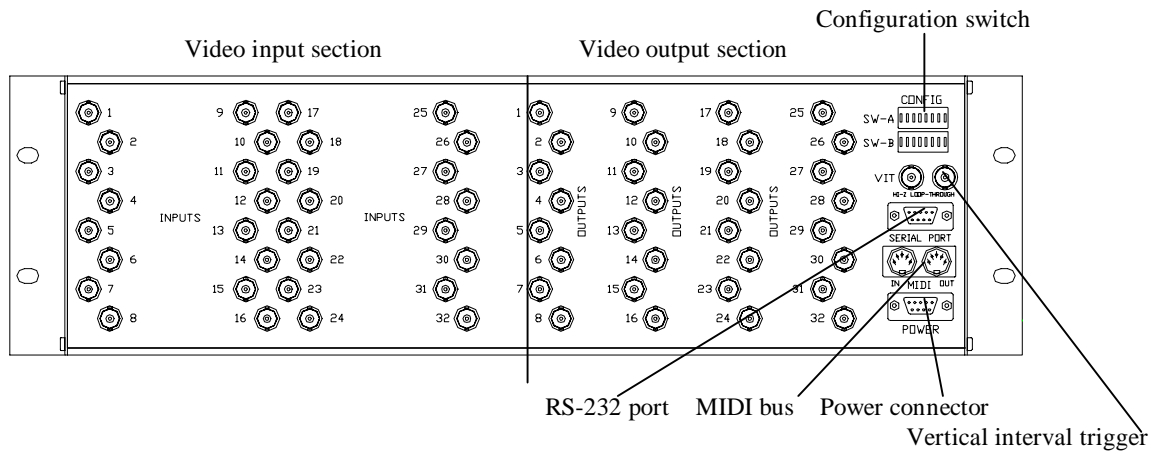 Configuration switch
Video input section Video output section
CONFIG
1 9 17 25 1 9 17 25 SW-A
2 10 18 26 2 10 18 26 SW-B
3 11 19 27 3 11 19 27 VIT
HI-Z LOOP-THROUGH
4 12 20 28 4 12 20 28
INPUTS INPUTS OUTPUTS OUTPUTS OUTPUTS
5 13 21 29 5 13 21 29 SERIAL PORT
6 14 22 30 6 14 22 30
IN MIDI OUT
7 15 23 31 7 15 23 31
8 16 24 32 8 16 24 32 POWER
RS-232 port MIDI bus Power connector
Vertical interval trigger